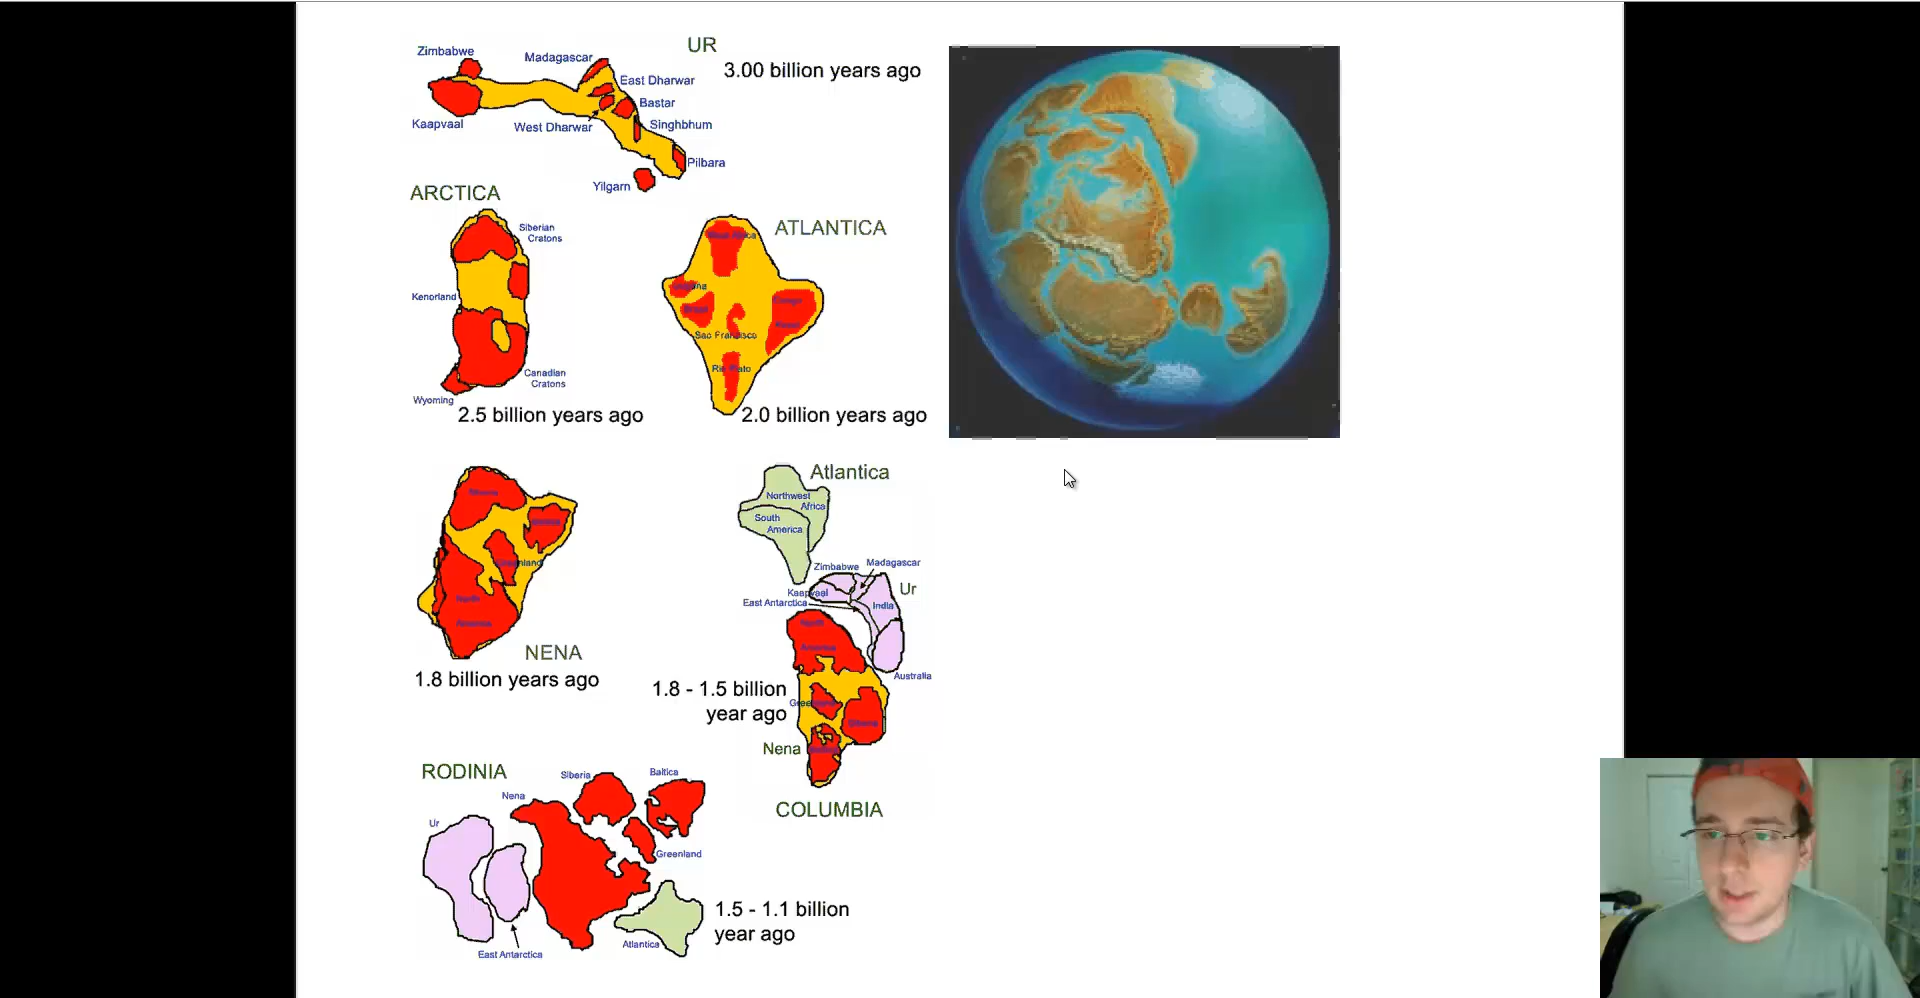 UR
3.00 billion years ago
Zimbabwe
Madagascar
East Dharwar
Bastar
Kaapvaal
West Dharwar
Singhbhum
Pilbara
Yilgarn
ARCTICA
Siberian
Cratons
Kenorland
Canadian
Cratons
Wyoming
2.5 billion years ago
ATLANTICA
Sao Francisco
2.0 billion years ago
NENA
1.8 billion years ago
Atlantica
Northwest
Africa
South
America
Zimbabwe
Madagascar
Kaapvaal
Ur
East Antarctica
India
Australia
1.8 - 1.5 billion
year ago
Nena
COLUMBIA
RODINIA
Siberia
Baltica
Nena
Ur
Greenland
Atlantica
East Antarctica
1.5 - 1.1 billion
year ago